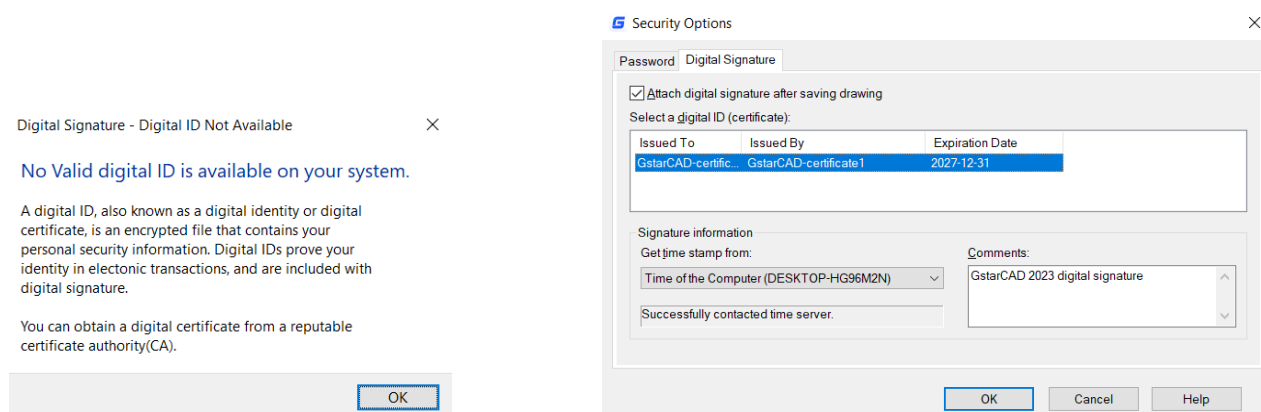 Digital Signature - Digital ID Not Available
No Valid digital ID is available on your system.
A digital ID, also known as a digital identity or digital
certificate, is an encrypted file that contains your
personal security information. Digital IDs prove your
identity in electonic transactions, and are included with
digital signature.
You can obtain a digital certificate from a reputable
certificate authority(CA).
OK
Security Options
Password Digital Signature
Attach digital signature after saving drawing
Select a digital ID (certificate):
Issued To Issued By Expiration Date
GstarCAD-certific... GstarCAD-certificate1 2027-12-31
Signature information
Get time stamp from:
Time of the Computer (DESKTOP-HG96M2N)
Successfully contacted time server.
Comments:
GstarCAD 2023 digital signature
OK Cancel Help